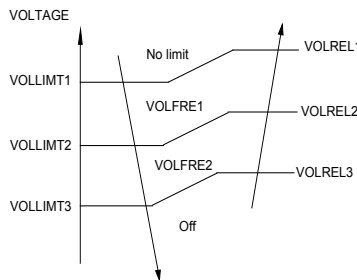 VOLTAGE
No limit
VOLREL1
VOLLIMT1
VOLFRE1
VOLREL2
VOLLIMT2
VOLFRE2
VOLREL3
VOLLIMT3
Off